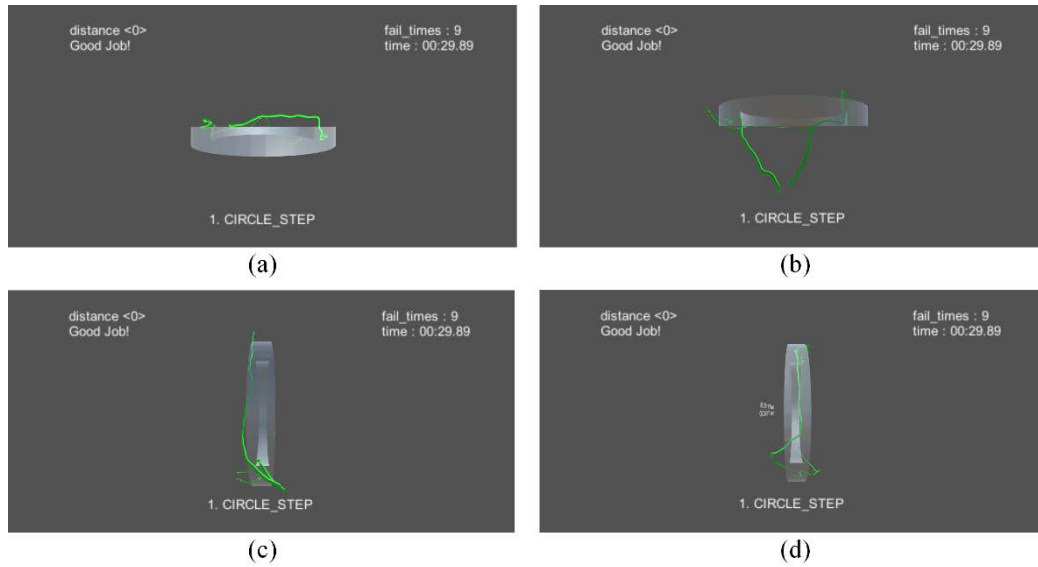 distance <0>
Good Job!
fail_times : 9
time : 00:29.89
1. CIRCLE_STEP
(a)
distance <0>
Good Job!
fail_times : 9
time : 00:29.89
1. CIRCLE_STEP
(b)
distance <0>
Good Job!
fail_times : 9
time : 00:29.89
1. CIRCLE_STEP
(c)
distance <0>
Good Job!
fail_times : 9
time : 00:29.89
1. CIRCLE_STEP
(d)